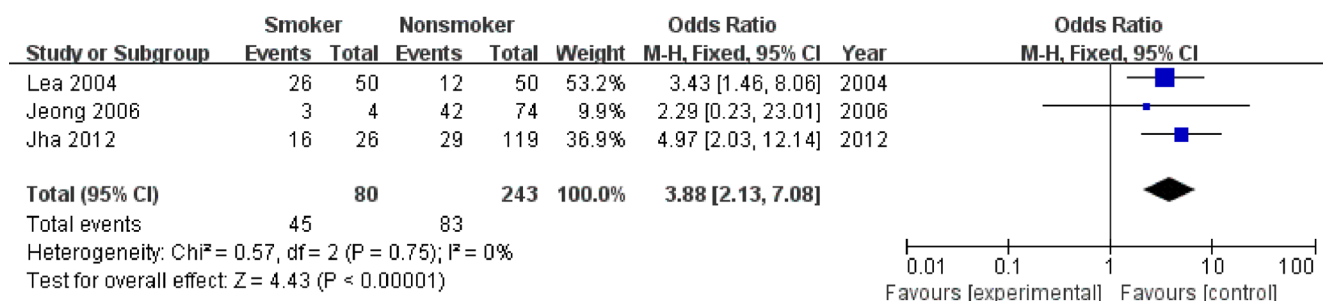 Smoker Nonsmoker Odds Ratio Odds Ratio
Study or Subgroup Events Total Events Total Weight M-H, Fixed, 95% CI Year M-H, Fixed, 95% CI
Lea 2004 26 50 12 50 53.2% 3.43 [1.46, 8.06] 2004
Jeong 2006 3 4 42 74 9.9% 2.29 [0.23, 23.01] 2006
Jha 2012 16 26 29 119 36.9% 4.97 [2.03, 12.14] 2012
Total (95% CI) 80 243 100.0% 3.88 [2.13, 7.08]
Total events 45 83
Heterogeneity: Chi² = 0.57, df = 2 (P = 0.75); I² = 0%
Test for overall effect: Z = 4.43 (P < 0.00001)
0.01 0.1 1 10 100
Favours [experimental] Favours [control]